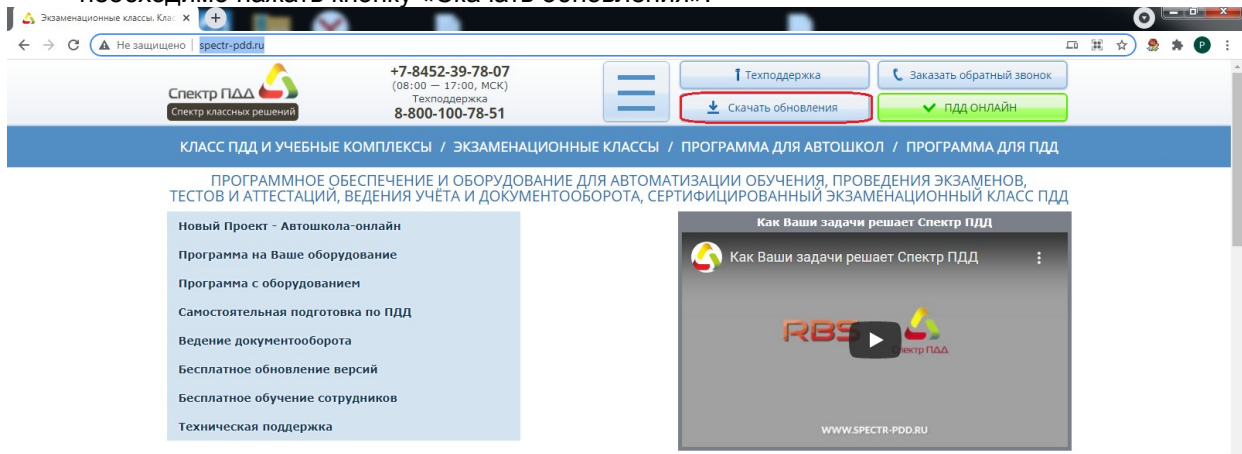 необходимо нажать кнопку «Скачать обновления».
Экзаменационные классы. Клас
Не защищено | spectr-pdd.ru
P
Спектр ПДД
Спектр классных решений
+7-8452-39-78-07
(08:00 — 17:00, МСК)
Техподдержка
8-800-100-78-51
Техподдержка
Заказать обратный звонок
Скачать обновления
ПДД ОНЛАЙН
КЛАСС ПДД И УЧЕБНЫЕ КОМПЛЕКСЫ / ЭКЗАМЕНАЦИОННЫЕ КЛАССЫ / ПРОГРАММА ДЛЯ АВТОШКОЛ / ПРОГРАММА ДЛЯ ПДД
ПРОГРАММНОЕ ОБЕСПЕЧЕНИЕ И ОБОРУДОВАНИЕ ДЛЯ АВТОМАТИЗАЦИИ ОБУЧЕНИЯ, ПРОВЕДЕНИЯ ЭКЗАМЕНОВ,
ТЕСТОВ И АТТЕСТАЦИЙ, ВЕДЕНИЯ УЧЁТА И ДОКУМЕНТООБОРОТА, СЕРТИФИЦИРОВАННЫЙ ЭКЗАМЕНАЦИОННЫЙ КЛАСС ПДД
Новый Проект - Автошкола-онлайн
Программа на Ваше оборудование
Программа с оборудованием
Самостоятельная подготовка по ПДД
Ведение документооборота
Бесплатное обновление версий
Бесплатное обучение сотрудников
Техническая поддержка
Как Ваши задачи решает Спектр ПДД
Как Ваши задачи решает Спектр ПДД
RBS
Спектр ПДД
WWW.SPECTR-PDD.RU